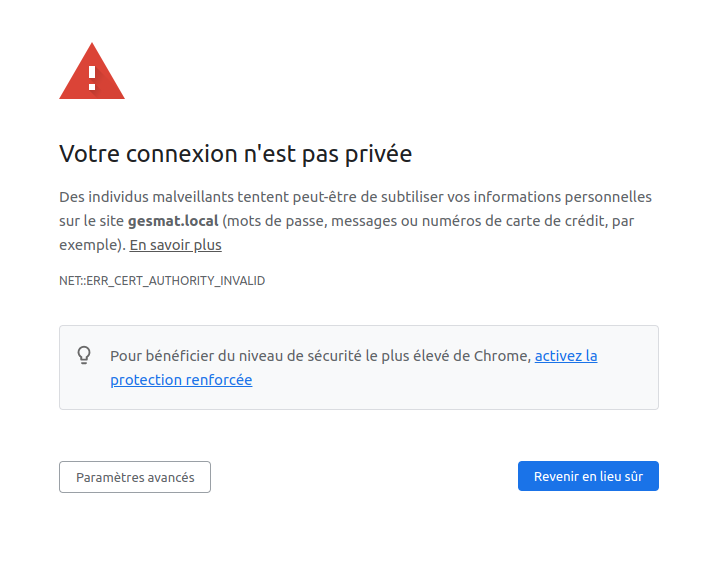 Votre connexion n'est pas privée
Des individus malveillants tentent peut-être de subtiliser vos informations personnelles
sur le site gesmat.local (mots de passe, messages ou numéros de carte de crédit, par
exemple). En savoir plus
NET::ERR_CERT_AUTHORITY_INVALID
Pour bénéficier du niveau de sécurité le plus élevé de Chrome, activez la
protection renforcée
Paramètres avancés
Revenir en lieu sûr